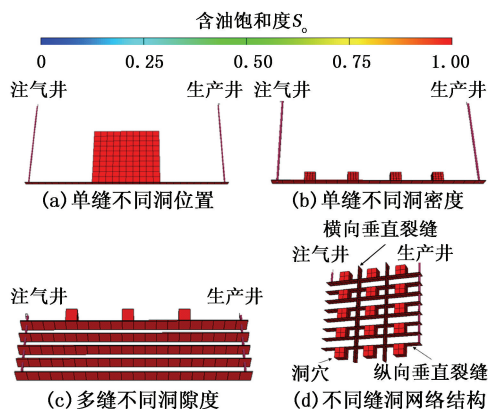 含油饱和度Sₒ
0 0.25 0.50 0.75 1.00
注气井 生产井 注气井 生产井
(a)单缝不同洞位置 (b)单缝不同洞密度
横向垂直裂缝
注气井 生产井
注气井 生产井
洞穴 纵向垂直裂缝
(c)多缝不同洞隙度 (d)不同缝洞网络结构